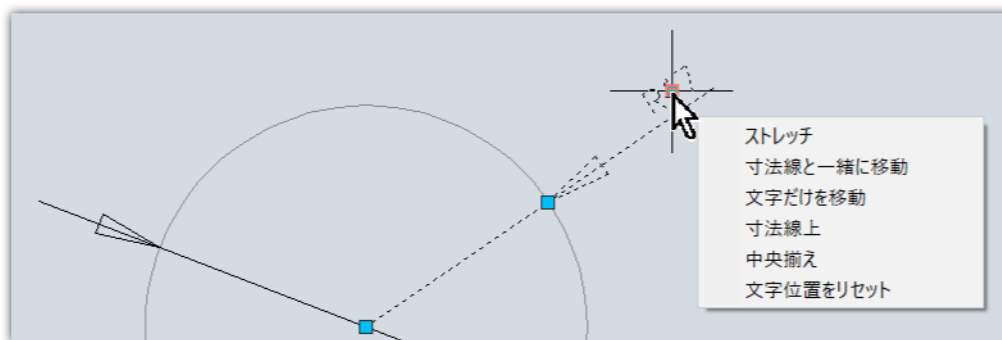 ストレッチ
寸法線と一緒に移動
文字だけを移動
寸法線上
中央揃え
文字位置をリセット